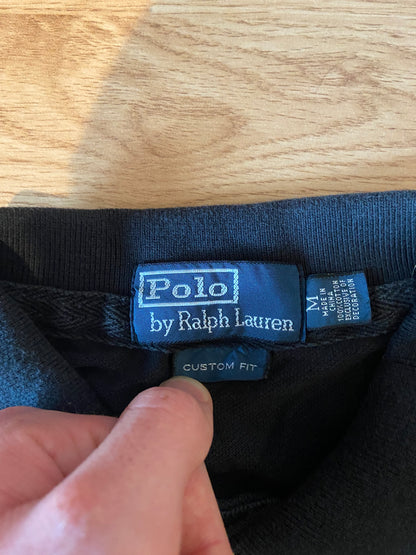 Polo
by Ralph Lauren
M
MADE IN
CHINA
100% COTTON
EXCLUSIVE OF
DECORATION
CUSTOM FIT